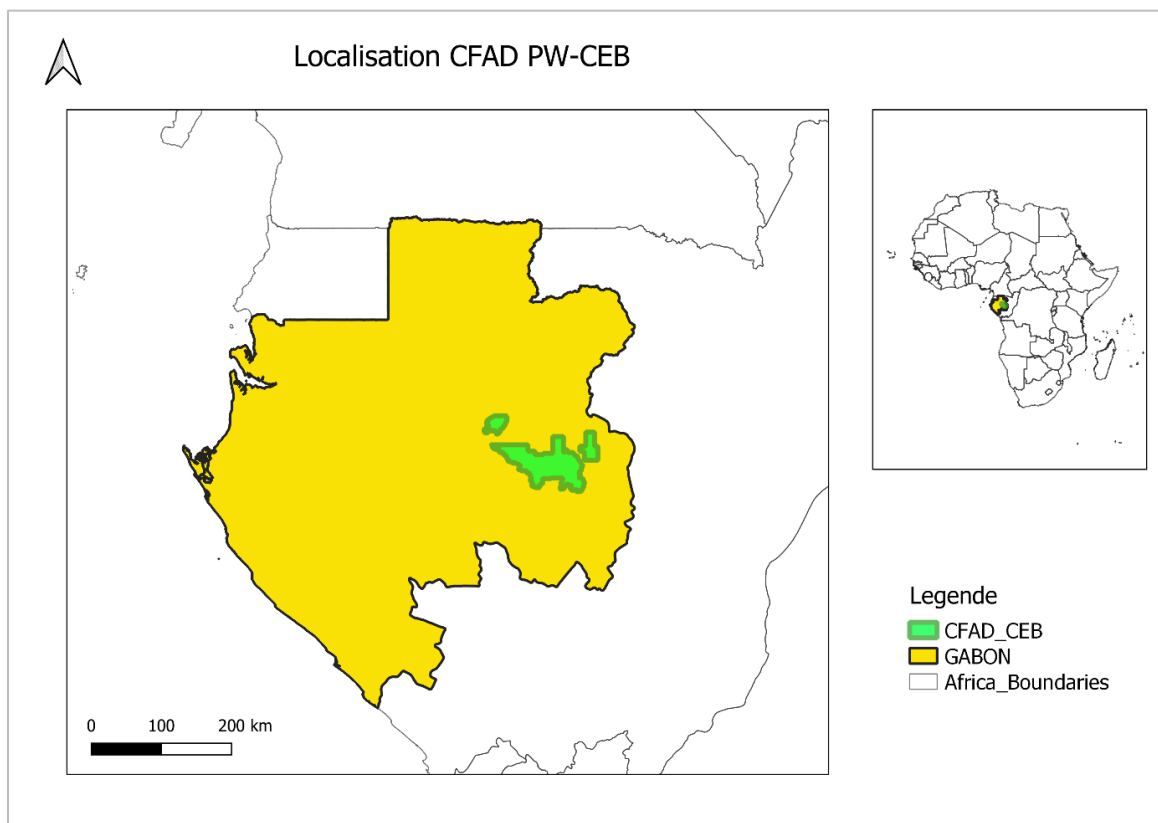 Localisation CFAD PW-CEB
Legende
CFAD_CEB
GABON
Africa_Boundaries
0 100 200 km